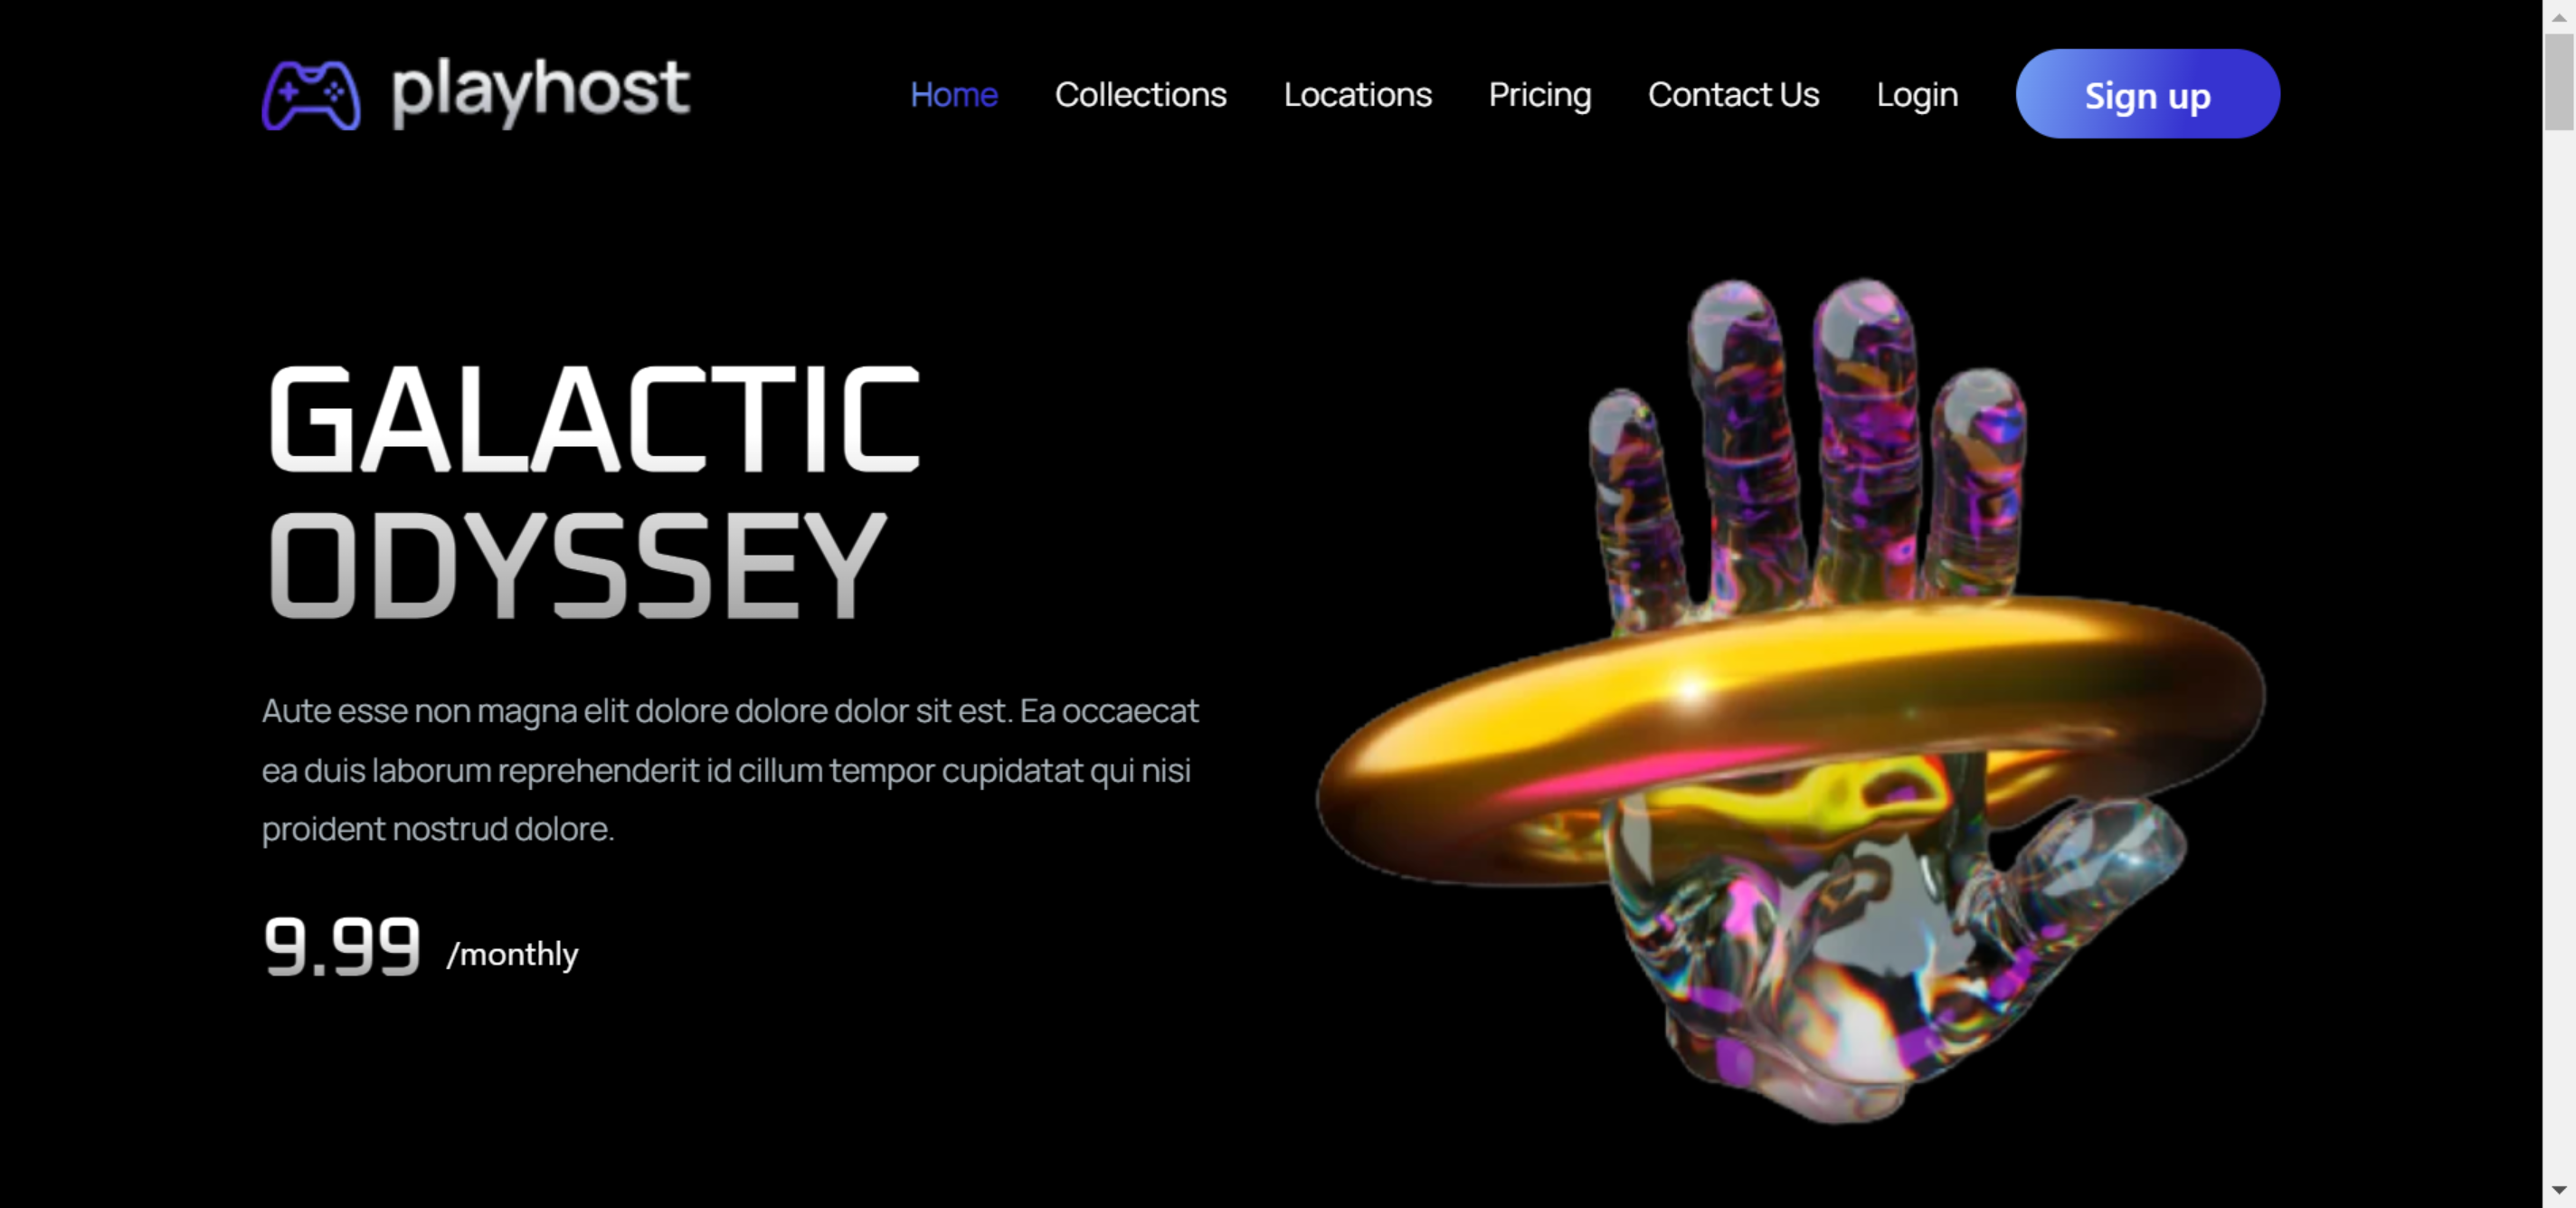 playhost
Home Collections Locations Pricing Contact Us Login Sign up
GALACTIC
ODYSSEY
Aute esse non magna elit dolore dolore dolor sit est. Ea occaecat
ea duis laborum reprehenderit id cillum tempor cupidatat qui nisi
proident nostrud dolore.
9.99 /monthly